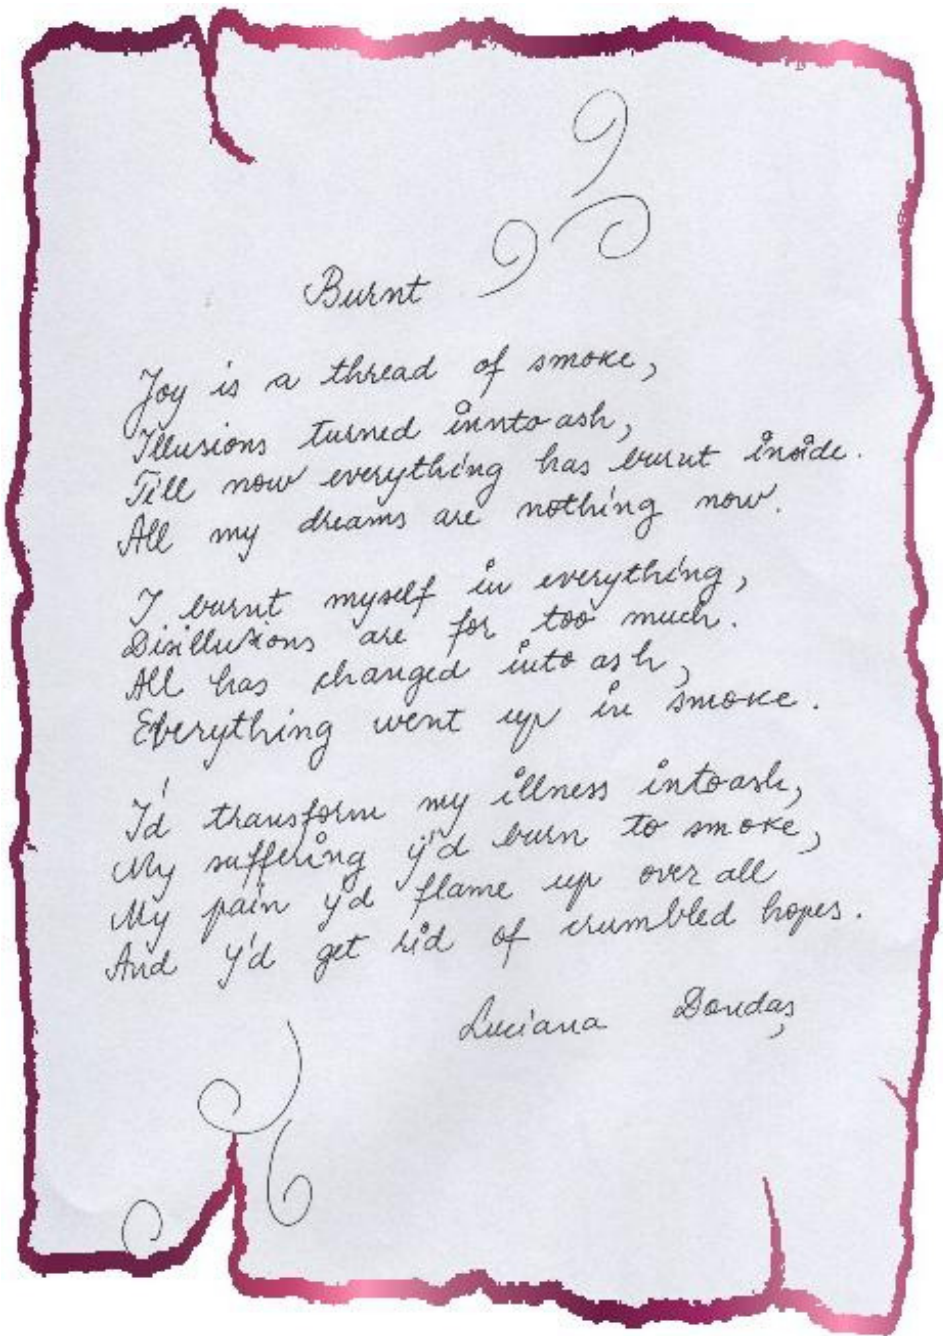 Burnt
Joy is a thread of smoke,
Illusions turned innto ash,
Till now everything has burnt inside.
All my dreams are nothing now.
I burnt myself in everything,
Disillusions are for too much.
All has changed into ash,
Everything went up in smoke.
I'd transform my illness into ash,
My suffering y'd burn to smoke,
My pain y'd flame up over all
And y'd get rid of crumbled hopes.
Luciana Dondaș